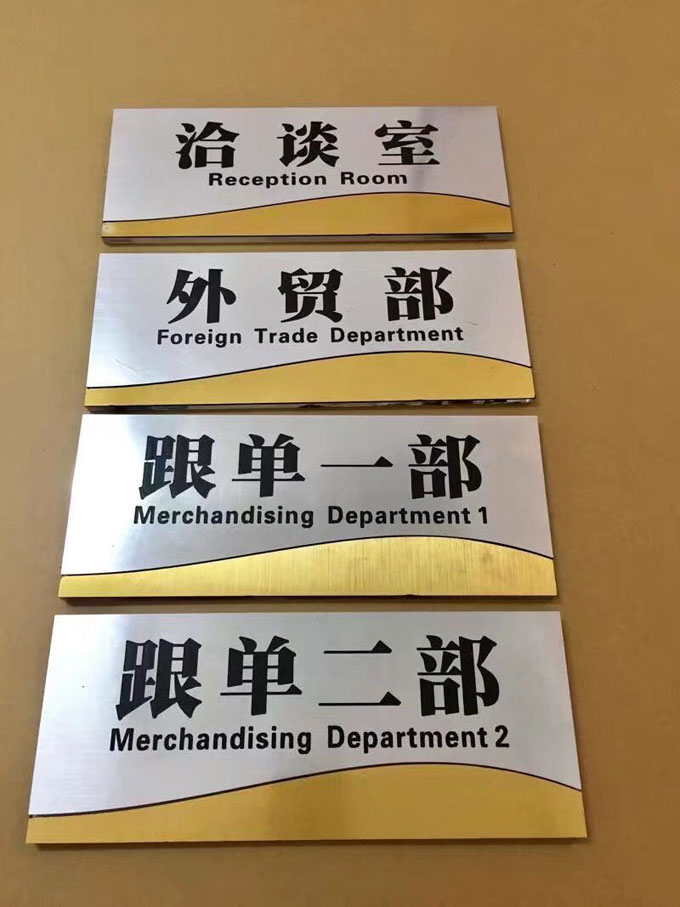 洽谈室
Reception Room
外贸部
Foreign Trade Department
跟单一部
Merchandising Department 1
跟单二部
Merchandising Department 2